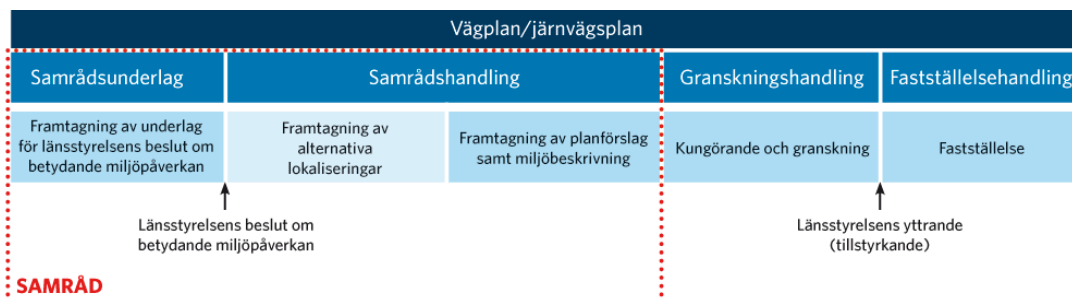 Vägplan/järnvägsplan
Samrådsunderlag
Samrådshandling
Granskningshandling
Fastställelsehandling
Framtagning av underlag
för länsstyrelsens beslut om
betydande miljöpåverkan
Framtagning av
alternativa
lokaliseringar
Framtagning av planförslag
samt miljöbeskrivning
Kungörande och granskning
Fastställelse
Länsstyrelsens beslut om
betydande miljöpåverkan
Länsstyrelsens yttrande
(tillstyrkande)
SAMRÅD